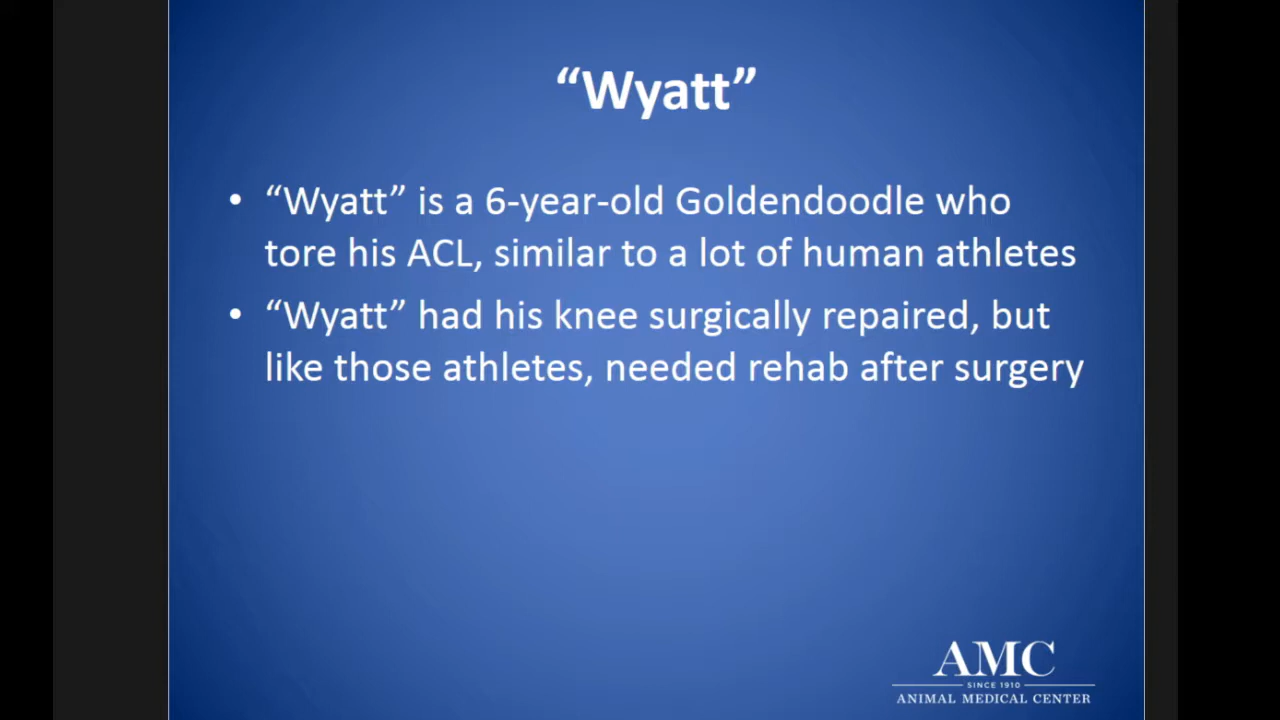 “Wyatt”
• “Wyatt” is a 6-year-old Goldendoodle who
tore his ACL, similar to a lot of human athletes
• “Wyatt” had his knee surgically repaired, but
like those athletes, needed rehab after surgery
AMC
SINCE 1910
ANIMAL MEDICAL CENTER